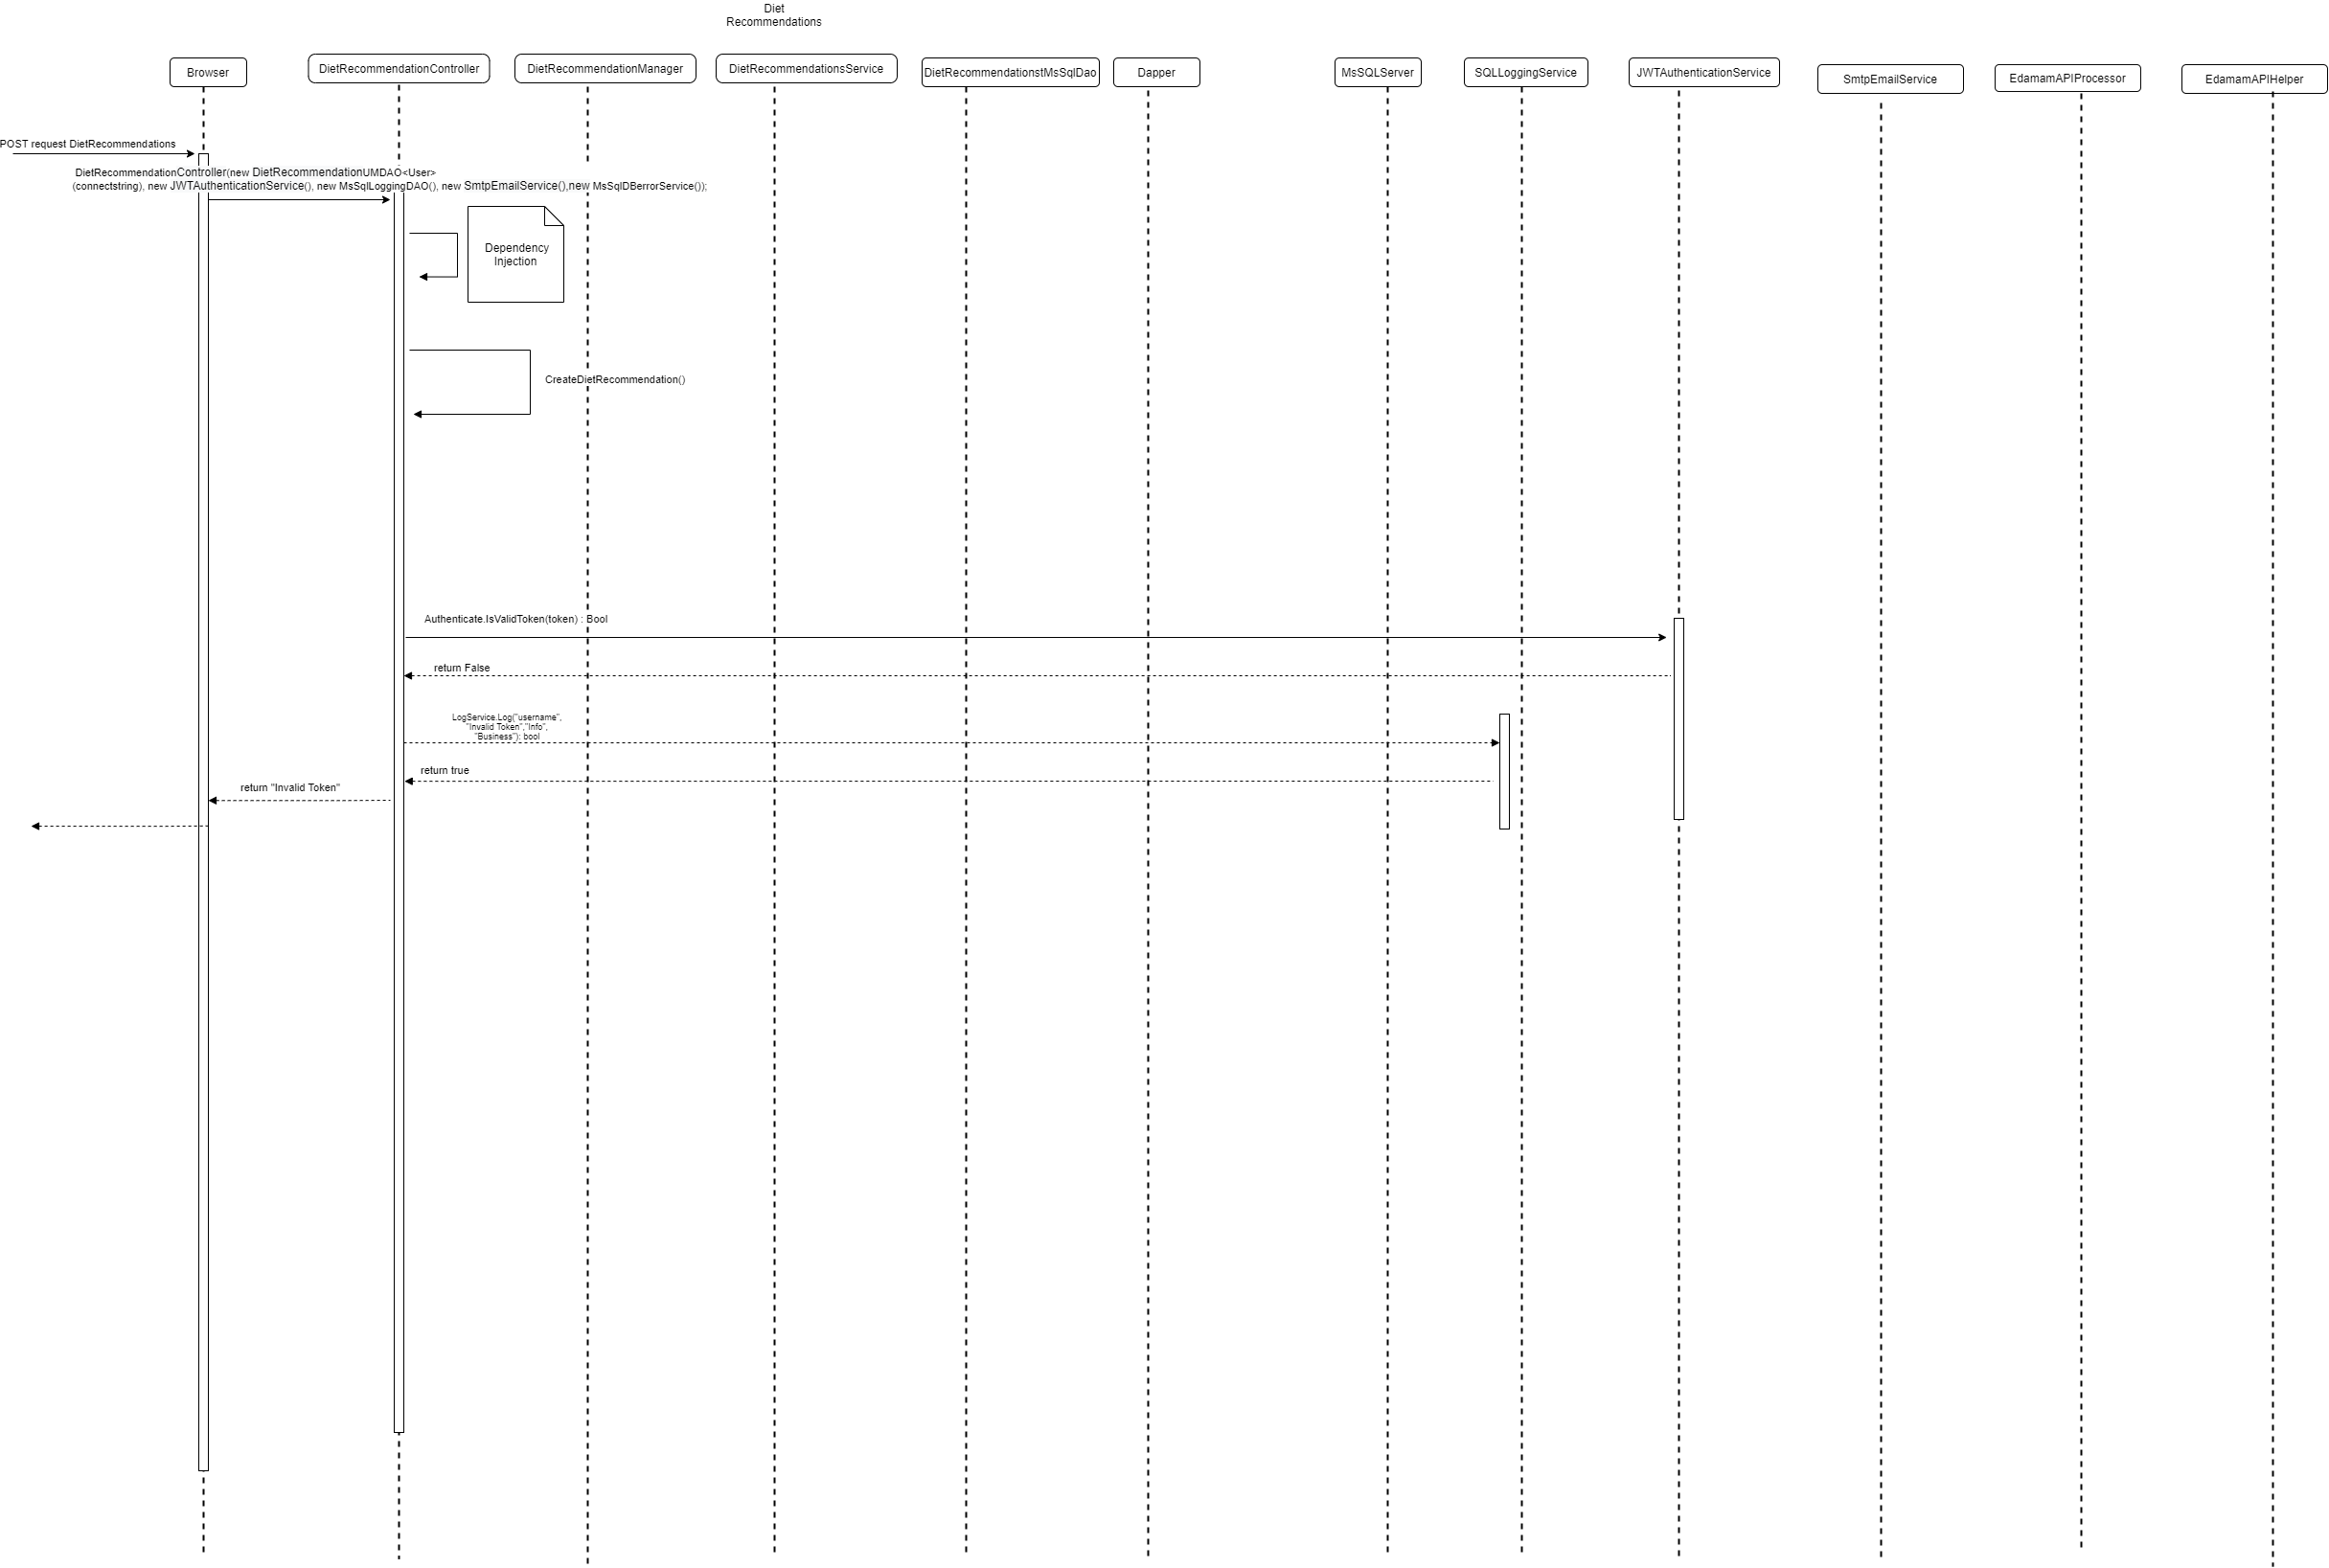 Diet
Recommendations
Browser
DietRecommendationController
DietRecommendationManager
DietRecommendationsService
DietRecommendationstMsSqlDao
Dapper
MsSQLServer
SQLLoggingService
JWTAuthenticationService
SmtpEmailService
EdamamAPIProcessor
EdamamAPIHelper
POST request DietRecommendations
DietRecommendationController(new DietRecommendationUMDAO<User>
(connectstring), new JWTAuthenticationService(), new MsSqlLoggingDAO(), new SmtpEmailService(),new MsSqlDBerrorService());
Dependency
Injection
CreateDietRecommendation()
Authenticate.IsValidToken(token) : Bool
return False
LogService.Log("username",
"Invalid Token","Info",
"Business"): bool
return true
return "Invalid Token"